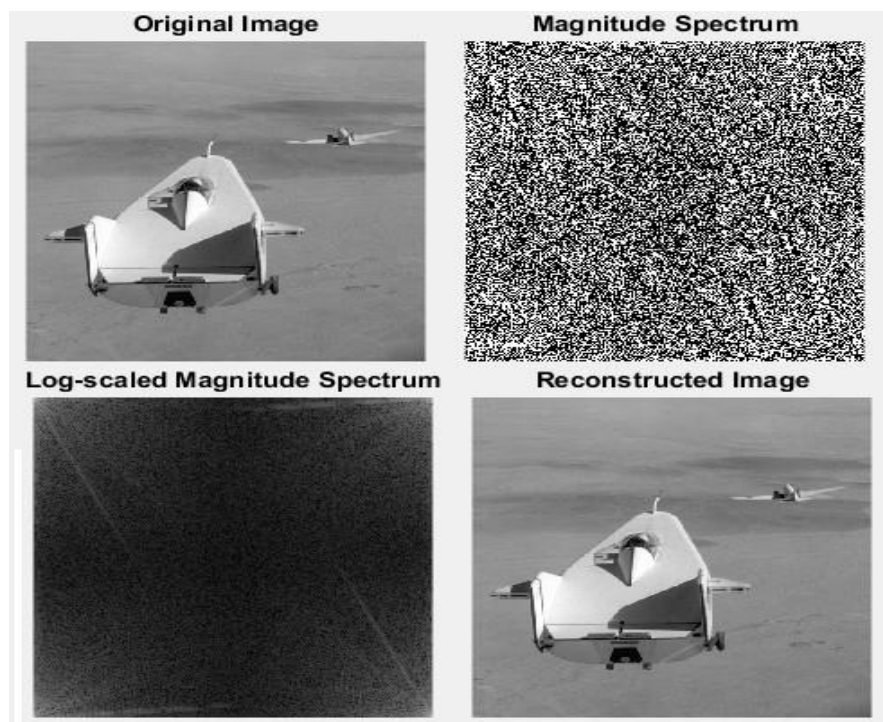 Original Image
Magnitude Spectrum
Log-scaled Magnitude Spectrum
Reconstructed Image